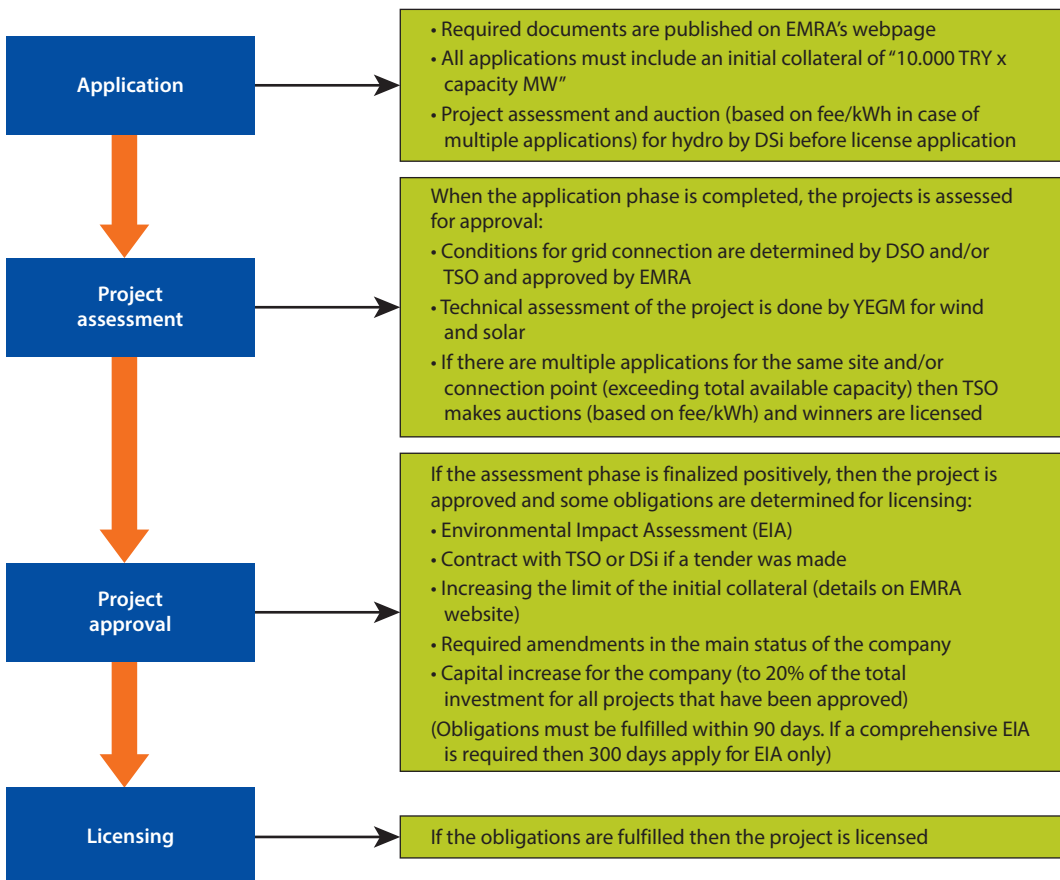 Application
• Required documents are published on EMRA's webpage
• All applications must include an initial collateral of “10.000 TRY x
capacity MW”
• Project assessment and auction (based on fee/kWh in case of
multiple applications) for hydro by DSi before license application
Project
assessment
When the application phase is completed, the projects is assessed
for approval:
• Conditions for grid connection are determined by DSO and/or
TSO and approved by EMRA
• Technical assessment of the project is done by YEGM for wind
and solar
• If there are multiple applications for the same site and/or
connection point (exceeding total available capacity) then TSO
makes auctions (based on fee/kWh) and winners are licensed
Project
approval
If the assessment phase is finalized positively, then the project is
approved and some obligations are determined for licensing:
• Environmental Impact Assessment (EIA)
• Contract with TSO or DSi if a tender was made
• Increasing the limit of the initial collateral (details on EMRA
website)
• Required amendments in the main status of the company
• Capital increase for the company (to 20% of the total
investment for all projects that have been approved)
(Obligations must be fulfilled within 90 days. If a comprehensive EIA
is required then 300 days apply for EIA only)
Licensing
If the obligations are fulfilled then the project is licensed